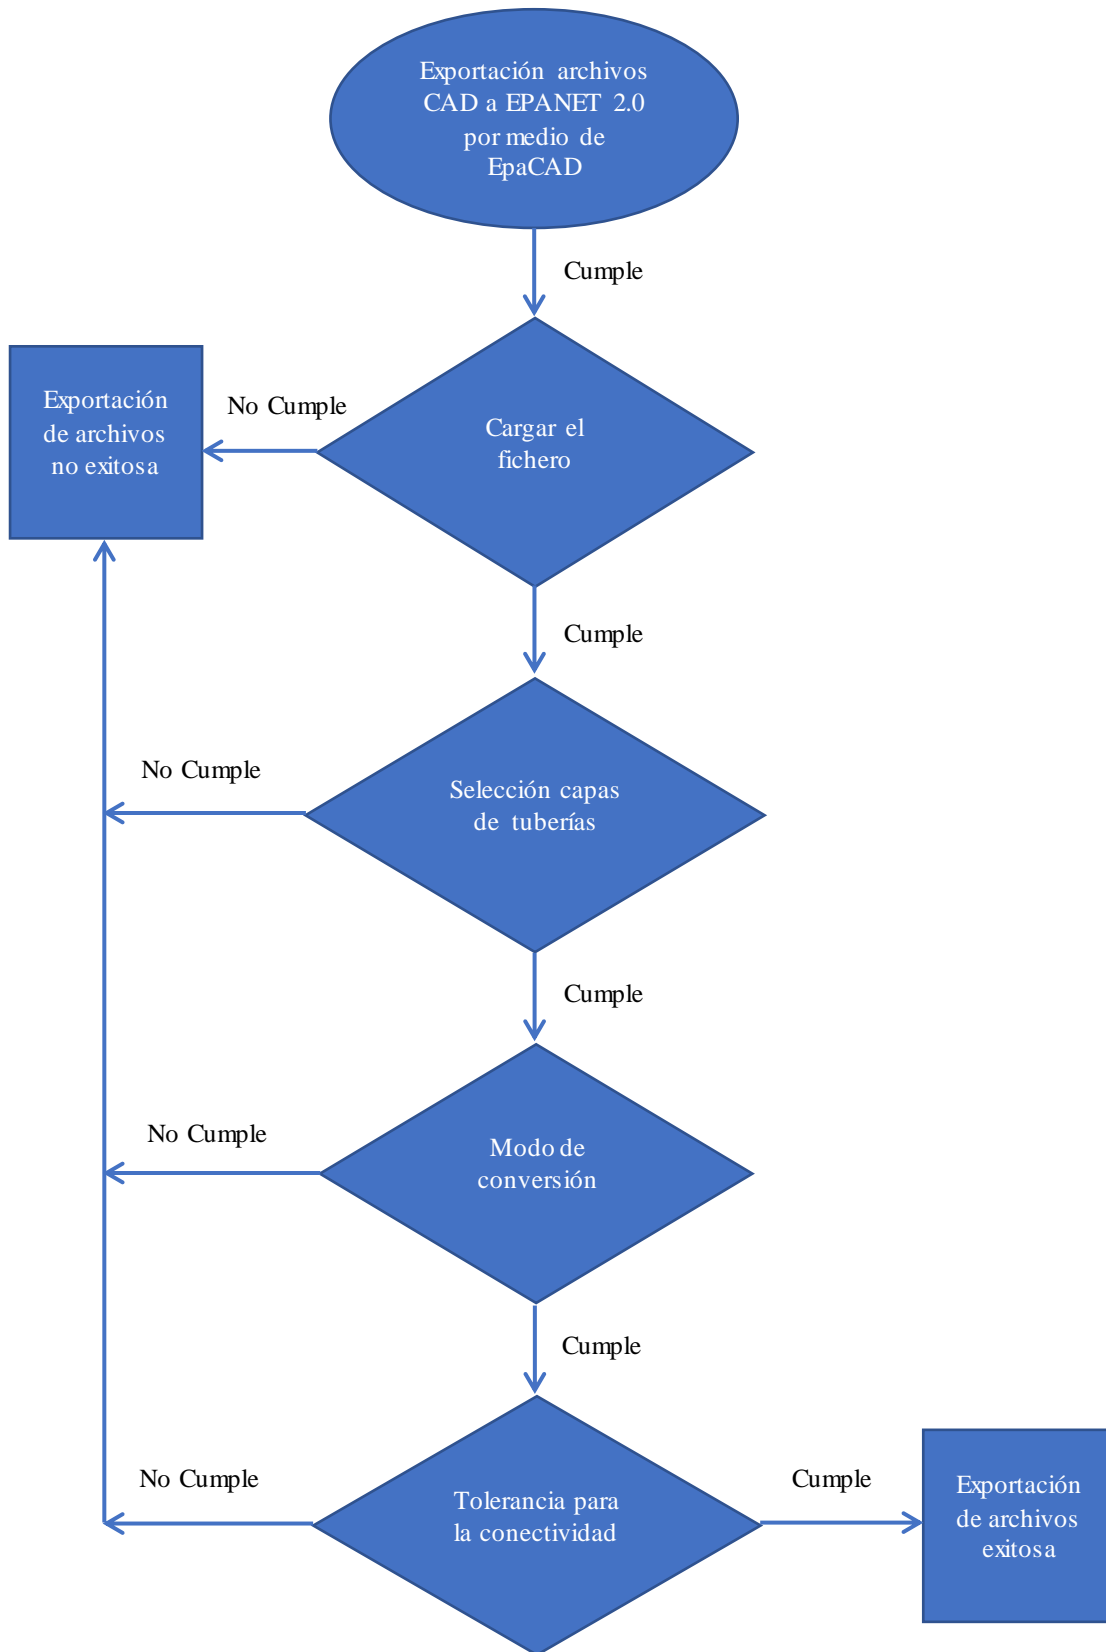 Exportación archivos
CAD a EPANET 2.0
por medio de
EpaCAD
Cumple
Exportación
de archivos
no exitosa
No Cumple
Cargar el
fichero
Cumple
No Cumple
Selección capas
de tuberías
Cumple
No Cumple
Modo de
conversión
Cumple
No Cumple
Tolerancia para
la conectividad
Cumple
Exportación
de archivos
exitosa